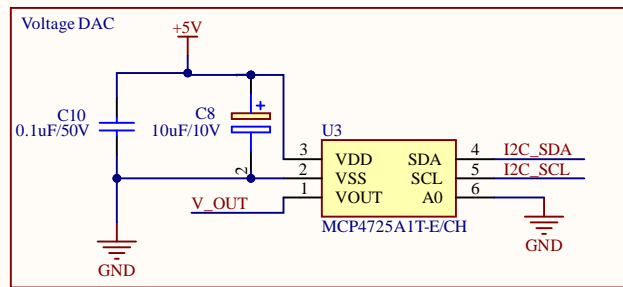 Voltage DAC
+5V
C10
0.1uF/50V
C8
10uF/10V
+
2
U3
3 VDD SDA 4 I2C_SDA
2 VSS SCL 5 I2C_SCL
V_OUT 1 VOUT A0 6
MCP4725A1T-E/CH
GND
GND